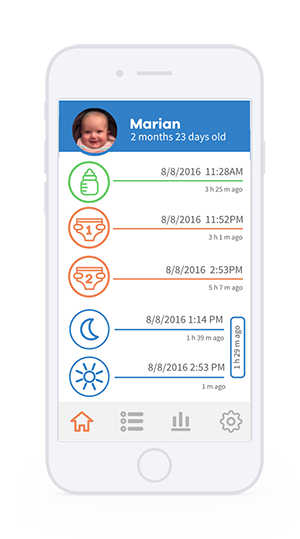 Marian
2 months 23 days old
8/8/2016 11:28AM
3 h 25 m ago
1
8/8/2016 11:52PM
3 h 1 m ago
2
8/8/2016 2:53PM
5 h 7 m ago
8/8/2016 1:14 PM
1 h 39 m ago
1 h 29 m ago
8/8/2016 2:53 PM
1 m ago